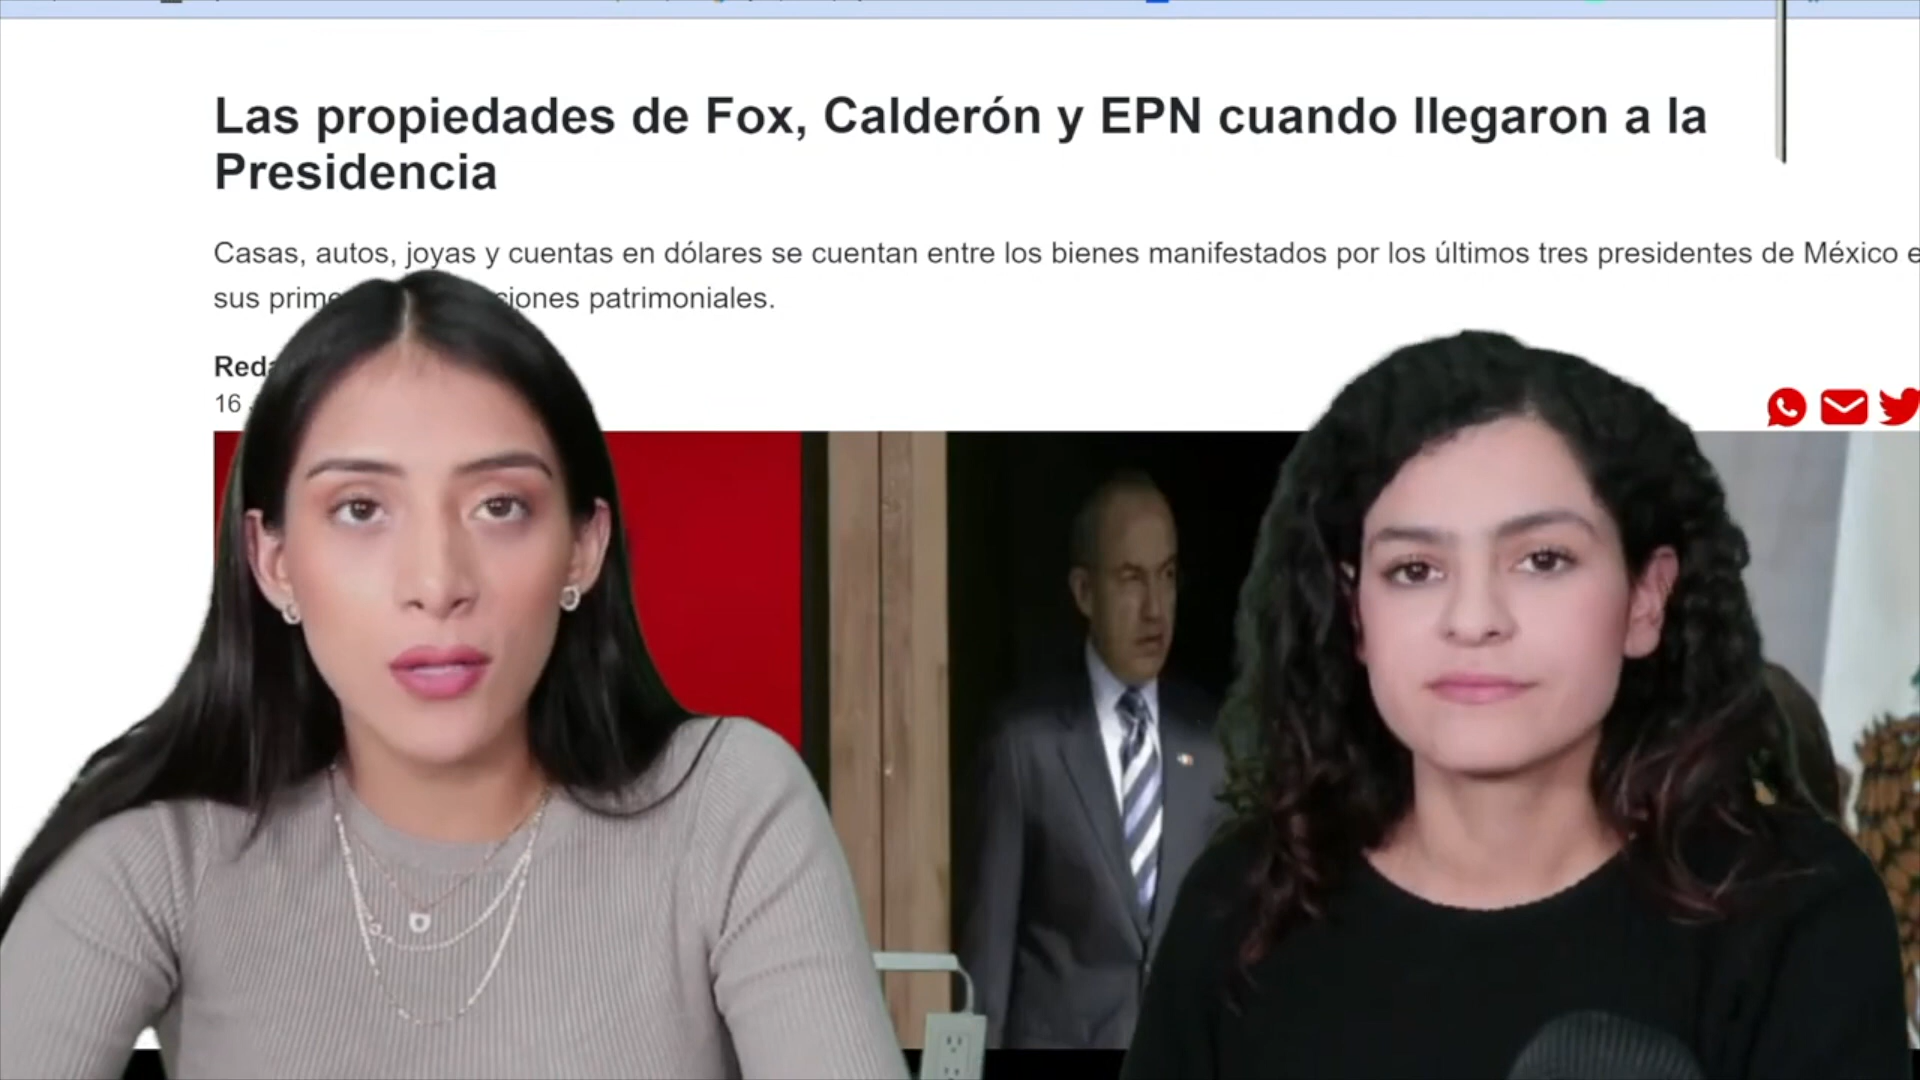 Las propiedades de Fox, Calderón y EPN cuando llegaron a la
Presidencia
Casas, autos, joyas y cuentas en dólares se cuentan entre los bienes manifestados por los últimos tres presidentes de México
sus patrimoniales.
16